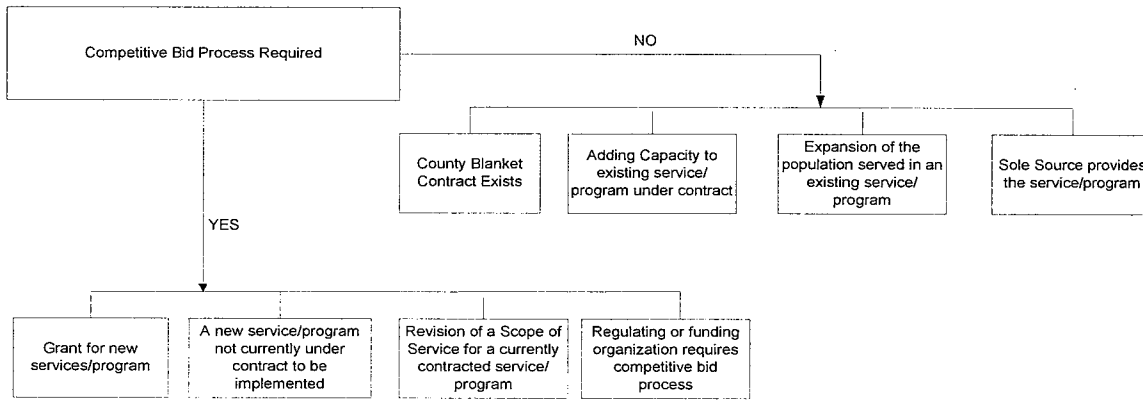 Competitive Bid Process Required
NO
County Blanket
Contract Exists
Adding Capacity to
existing service/
program under contract
Expansion of the
population served in an
existing service/
program
Sole Source provides
the service/program
YES
Grant for new
services/program
A new service/program
not currently under
contract to be
implemented
Revision of a Scope of
Service for a currently
contracted service/
program
Regulating or funding
organization requires
competitive bid
process